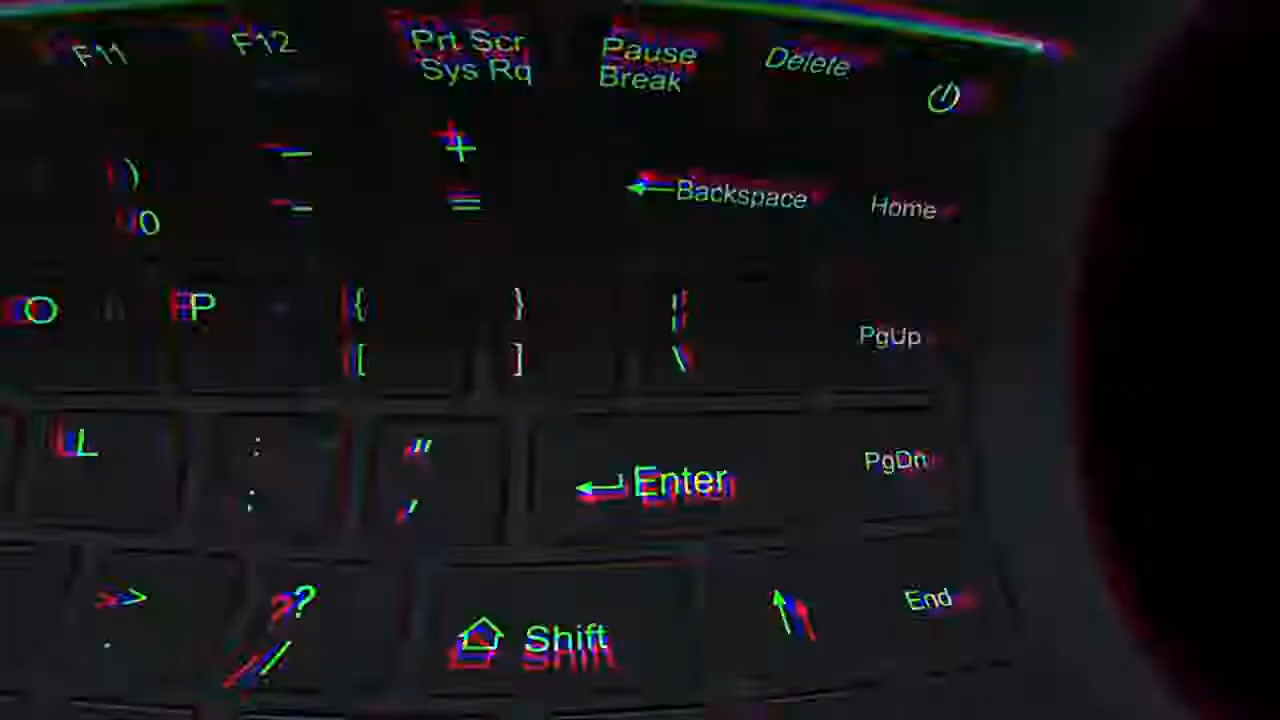 F11 F12 Prt Scr Pause Delete
Sys Rq Break
) — + ← Backspace Home
0 - =
O P { } ¦ PgUp
[ ] \
L : " ← Enter PgDn
' 
> ? Shift ↑ End
. /